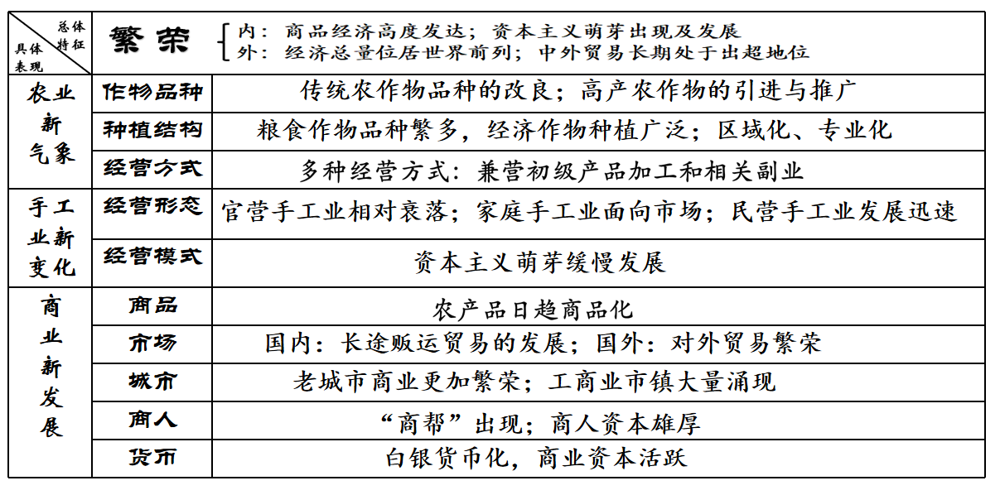 总体
特征
具体
表现
繁荣
内：商品经济高度发达；资本主义萌芽出现及发展
外：经济总量位居世界前列；中外贸易长期处于出超地位
农业
新
气象
作物品种
传统农作物品种的改良；高产农作物的引进与推广
种植结构
粮食作物品种繁多，经济作物种植广泛；区域化、专业化
经营方式
多种经营方式：兼营初级产品加工和相关副业
手工
业新
变化
经营形态
官营手工业相对衰落；家庭手工业面向市场；民营手工业发展迅速
经营模式
资本主义萌芽缓慢发展
商
业
新
发
展
商品
农产品日趋商品化
市场
国内：长途贩运贸易的发展；国外：对外贸易繁荣
城市
老城市商业更加繁荣；工商业市镇大量涌现
商人
“商帮”出现；商人资本雄厚
货币
白银货币化，商业资本活跃